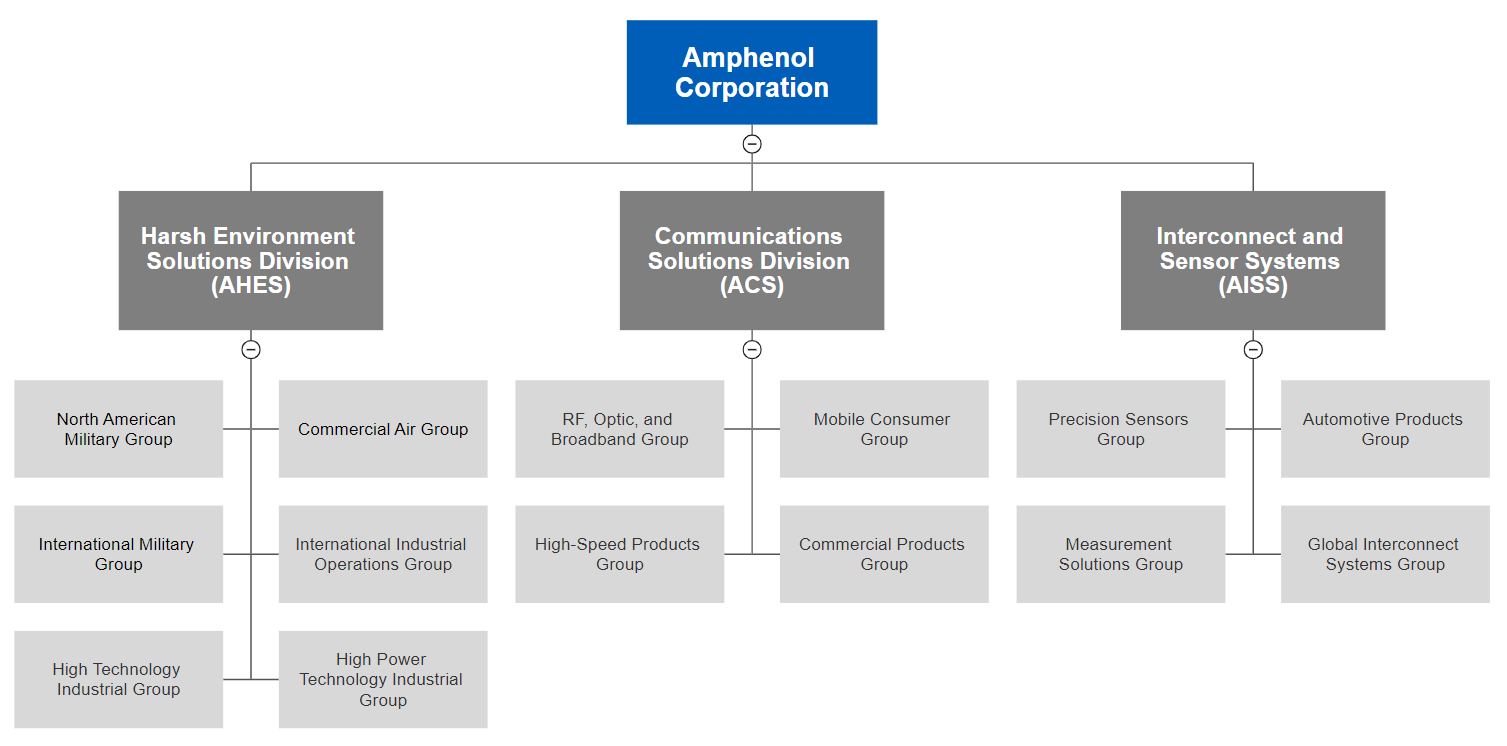 Amphenol
Corporation
Harsh Environment
Solutions Division
(AHES)
Communications
Solutions Division
(ACS)
Interconnect and
Sensor Systems
(AISS)
North American
Military Group
Commercial Air Group
RF, Optic, and
Broadband Group
Mobile Consumer
Group
Precision Sensors
Group
Automotive Products
Group
International Military
Group
International Industrial
Operations Group
High-Speed Products
Group
Commercial Products
Group
Measurement
Solutions Group
Global Interconnect
Systems Group
High Technology
Industrial Group
High Power
Technology Industrial
Group